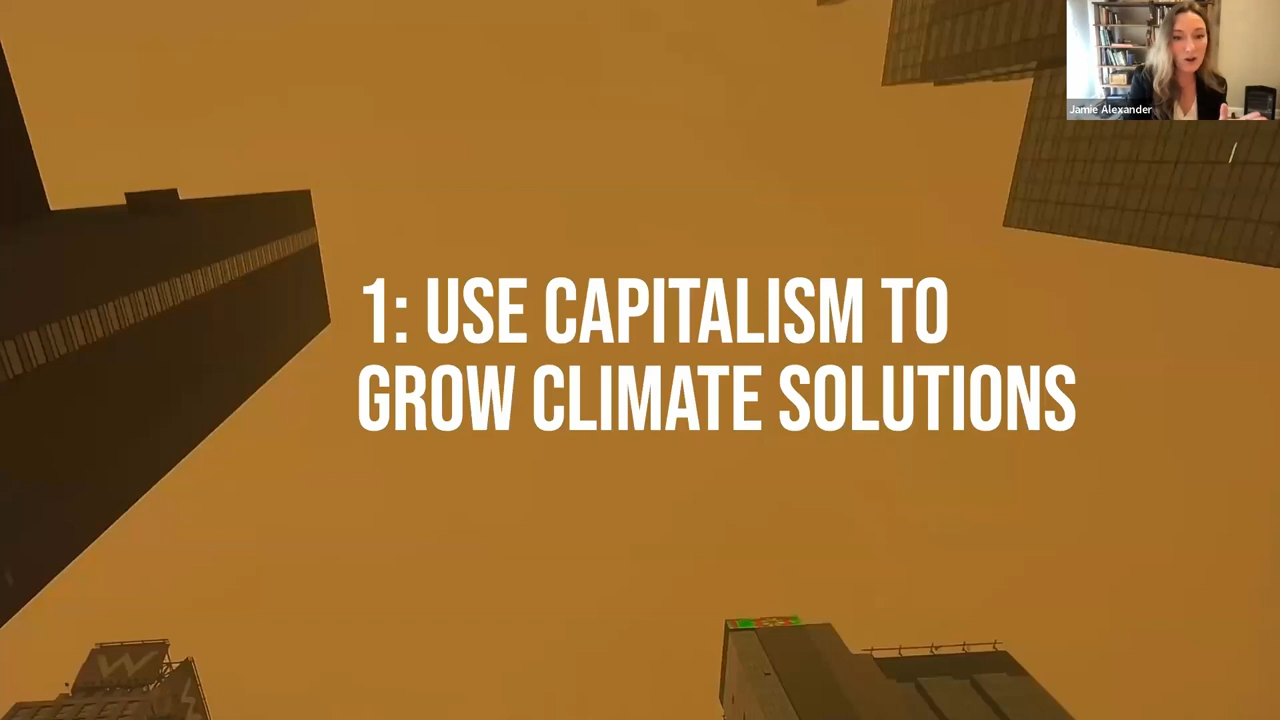 Jamie Alexander
1: USE CAPITALISM TO
GROW CLIMATE SOLUTIONS
W